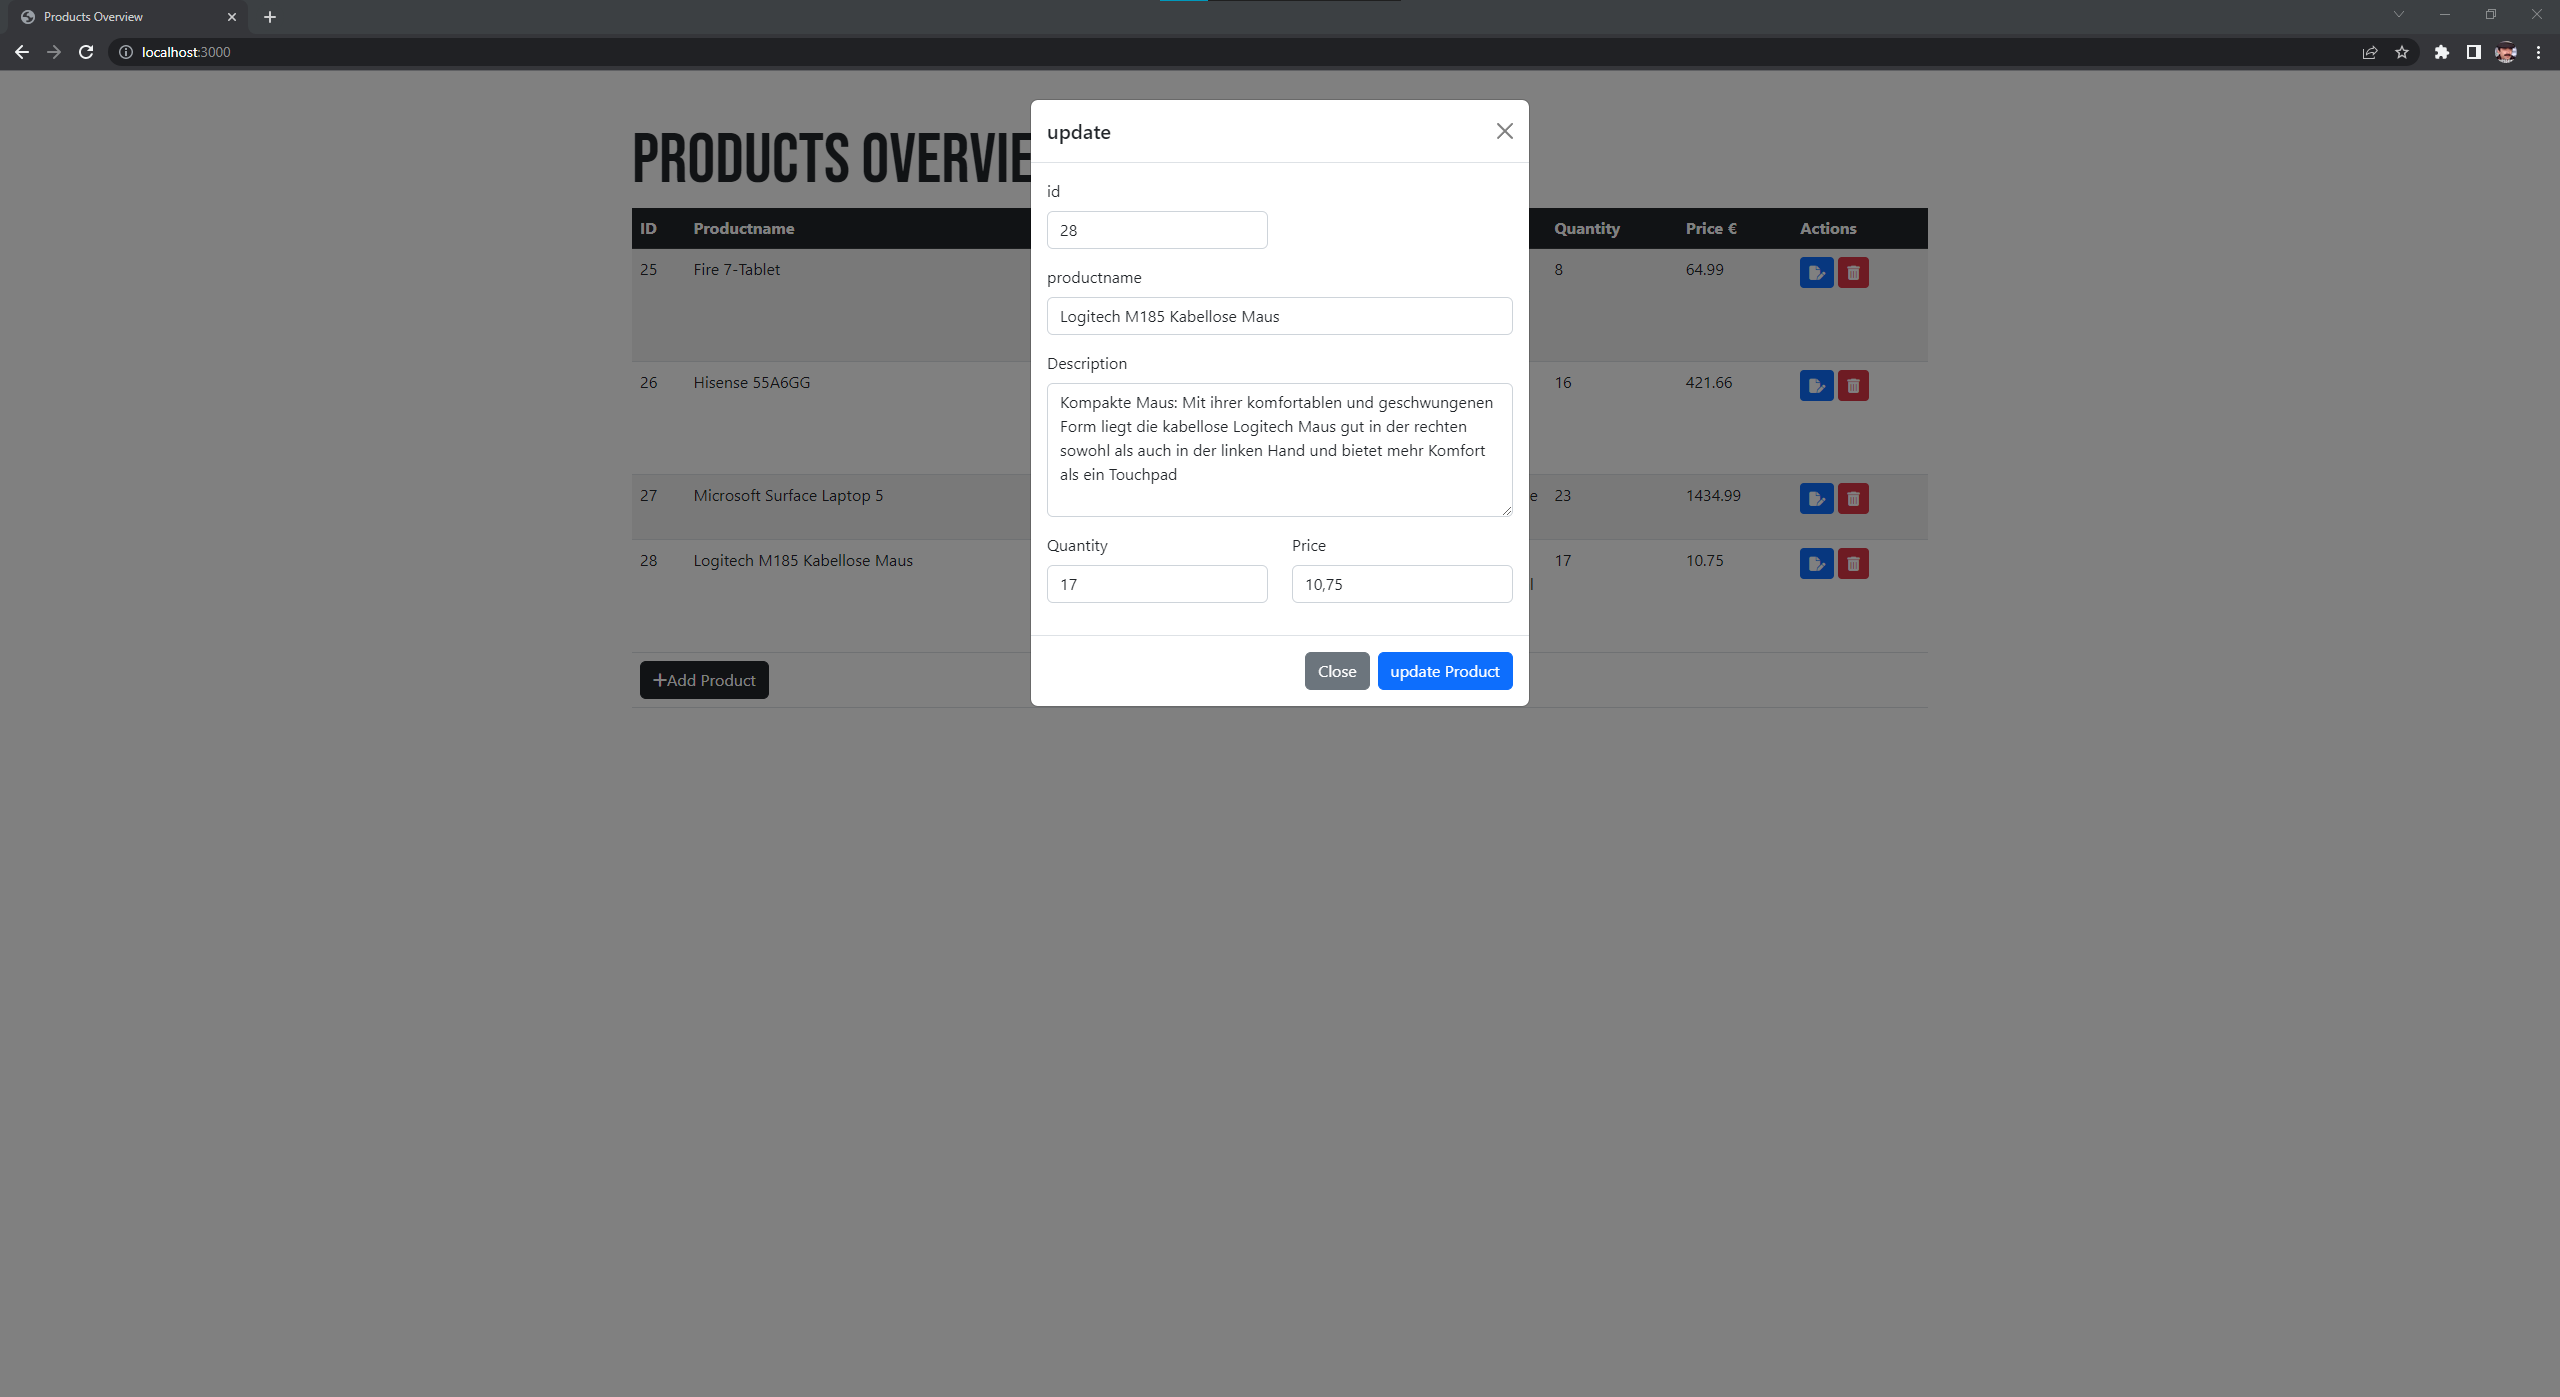 Products Overview
localhost:3000
PRODUCTS OVERVIE
ID Productname Quantity Price € Actions
25 Fire 7-Tablet 8 64.99
26 Hisense 55A6GG 16 421.66
27 Microsoft Surface Laptop 5 e 23 1434.99
28 Logitech M185 Kabellose Maus 17 10.75
Add Product
update
id
28
productname
Logitech M185 Kabellose Maus
Description
Kompakte Maus: Mit ihrer komfortablen und geschwungenen
Form liegt die kabellose Logitech Maus gut in der rechten
sowohl als auch in der linken Hand und bietet mehr Komfort
als ein Touchpad
Quantity Price
17 10,75
Close update Product